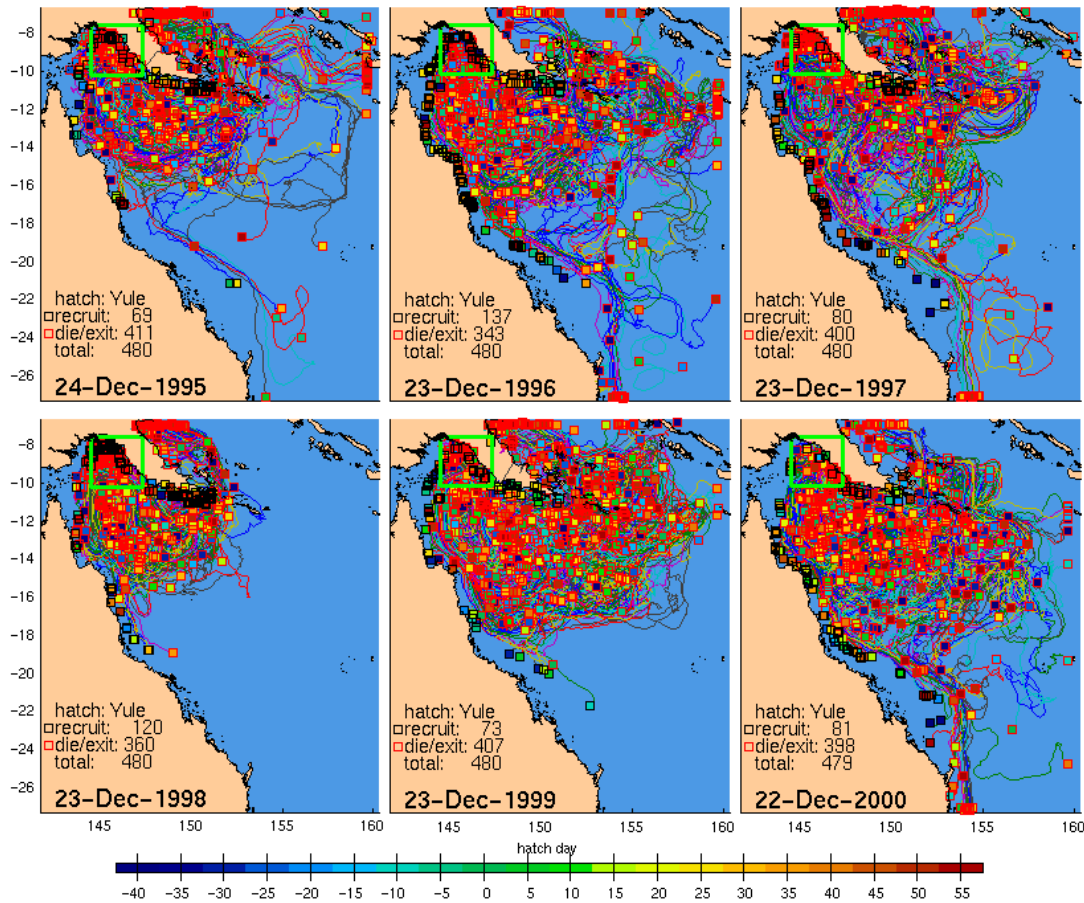 -8
-10
-12
-14
-16
-18
-20
-22
-24
-26
hatch: Yule
recruit: 69
die/exit: 411
total: 480
24-Dec-1995
hatch: Yule
recruit: 137
die/exit: 343
total: 480
23-Dec-1996
hatch: Yule
recruit: 80
die/exit: 400
total: 480
23-Dec-1997
-8
-10
-12
-14
-16
-18
-20
-22
-24
-26
hatch: Yule
recruit: 120
die/exit: 360
total: 480
23-Dec-1998
hatch: Yule
recruit: 73
die/exit: 407
total: 480
23-Dec-1999
hatch: Yule
recruit: 81
die/exit: 398
total: 479
22-Dec-2000
145 150 155 160 145 150 155 160 145 150 155 160
hatch day
-40 -35 -30 -25 -20 -15 -10 -5 0 5 10 15 20 25 30 35 40 45 50 55